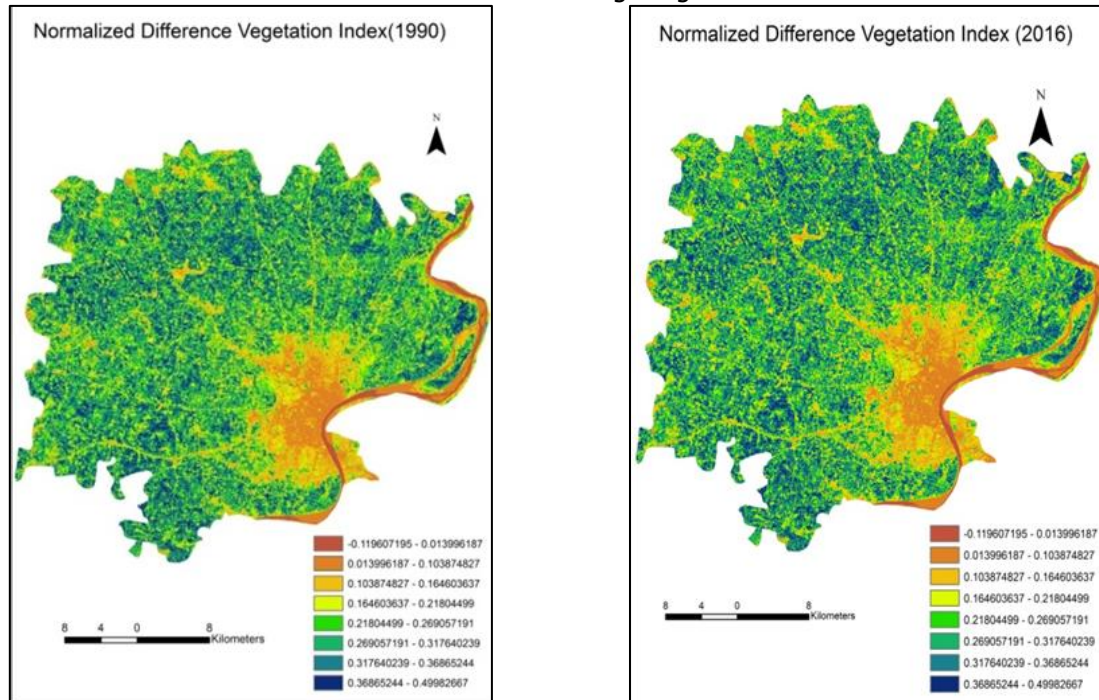 Normalized Difference Vegetation Index(1990)
N
-0.119607195 - 0.013996187
0.013996187 - 0.103874827
0.103874827 - 0.164603637
0.164603637 - 0.21804499
0.21804499 - 0.269057191
0.269057191 - 0.317640239
0.317640239 - 0.36865244
0.36865244 - 0.49982667
8 4 0 8
Kilometers
Normalized Difference Vegetation Index (2016)
N
-0.119607195 - 0.013996187
0.013996187 - 0.103874827
0.103874827 - 0.164603637
0.164603637 - 0.21804499
0.21804499 - 0.269057191
0.269057191 - 0.317640239
0.317640239 - 0.36865244
0.36865244 - 0.49982667
8 4 0 8
Kilometers